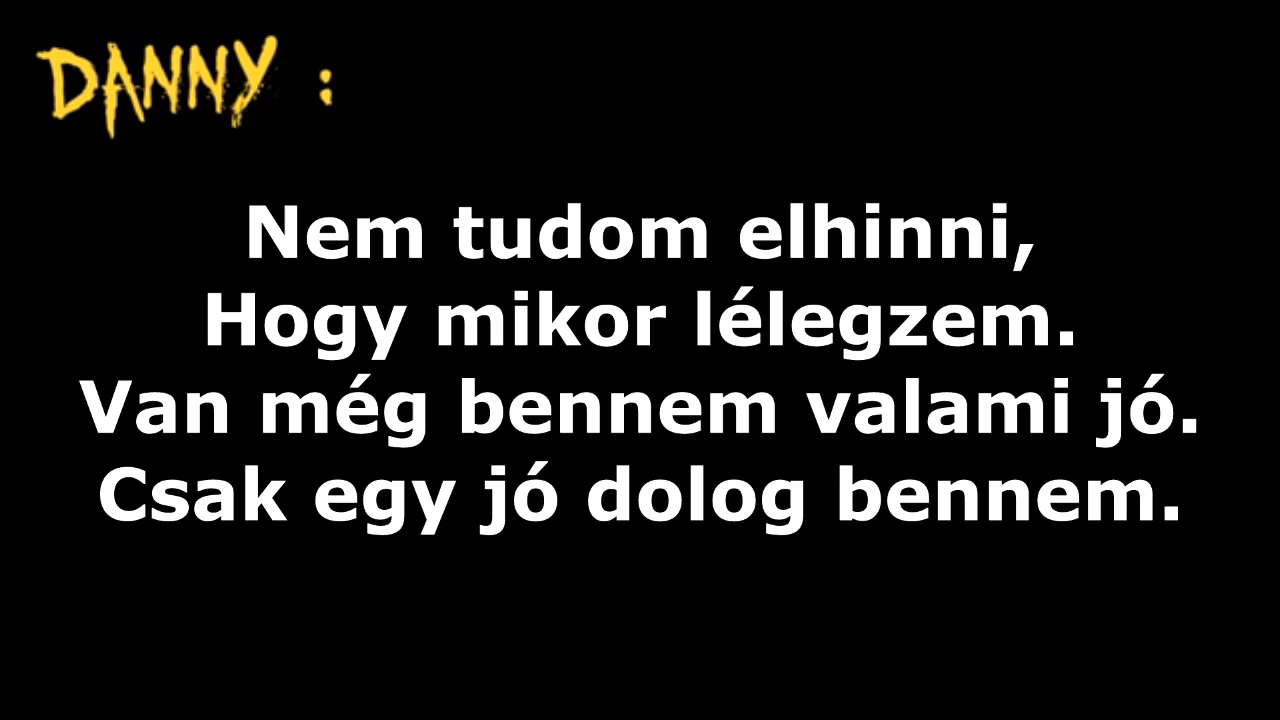 DANNY :
Nem tudom elhinni,
Hogy mikor lélegzem.
Van még bennem valami jó.
Csak egy jó dolog bennem.